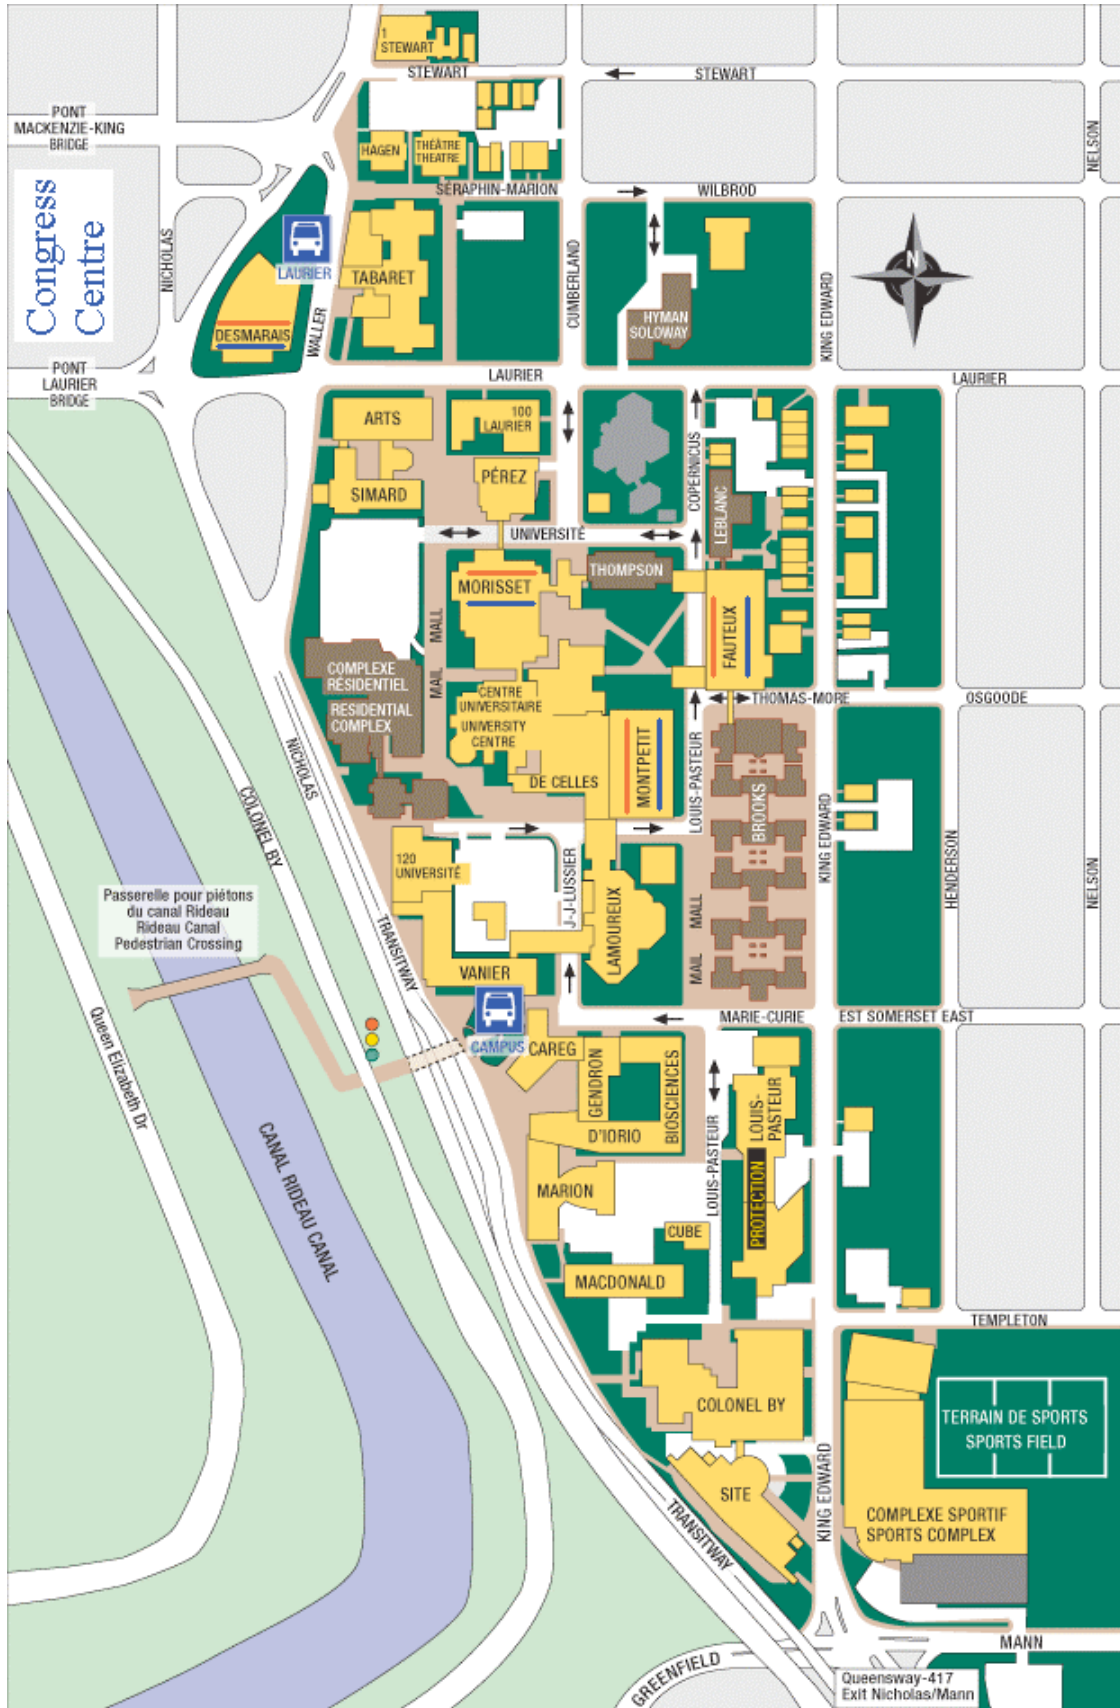 1
STEWART
STEWART
STEWART
PONT
MACKENZIE-KING
BRIDGE
HAGEN
THÉÂTRE
THEATRE
NELSON
SÉRAPHIN-MARION
WILBROD
Congress
Centre
NICHOLAS
LAURIER
TABARET
CUMBERLAND
HYMAN
SOLOWAY
KING EDWARD
N
DESMARAIS
WALLER
PONT
LAURIER
BRIDGE
LAURIER
LAURIER
ARTS
100
LAURIER
COPERNICUS
PÉREZ
SIMARD
LEBLANC
UNIVERSITÉ
THOMPSON
MORISSET
MALL
FAUTEUX
COMPLEXE
RÉSIDENTIEL
RESIDENTIAL
COMPLEX
MAIL
CENTRE
UNIVERSITAIRE
UNIVERSITY
CENTRE
THOMAS-MORE
OSGOODE
NICHOLAS
COLONEL BY
DE CELLES
MONTPETIT
LOUIS-PASTEUR
BROOKS
KING EDWARD
HENDERSON
NELSON
120
UNIVERSITÉ
J-J-LUSSIER
Passerelle pour piétons
du canal Rideau
Rideau Canal
Pedestrian Crossing
TRANSITWAY
LAMOUREUX
MALL
MAIL
VANIER
Queen Elizabeth Dr
CAMPUS
CAREG
MARIE-CURIE
EST SOMERSET EAST
GENDRON
BIOSCIENCES
LOUIS-
PASTEUR
D'IORIO
LOUIS-PASTEUR
CANAL RIDEAU CANAL
MARION
PROTECTION
CUBE
MACDONALD
TEMPLETON
COLONEL BY
TERRAIN DE SPORTS
SPORTS FIELD
SITE
KING EDWARD
TRANSITWAY
COMPLEXE SPORTIF
SPORTS COMPLEX
MANN
GREENFIELD
Queensway-417
Exit Nicholas/Mann